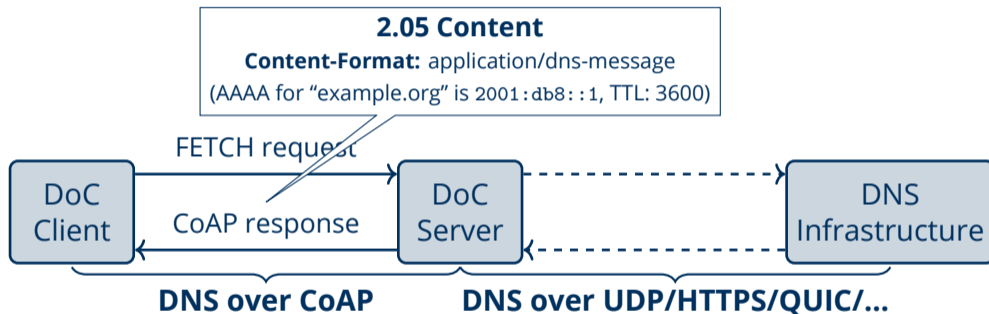 2.05 Content
Content-Format: application/dns-message
(AAAA for “example.org” is 2001:db8::1, TTL: 3600)
FETCH request
DoC
Client
CoAP response
DoC
Server
DNS
Infrastructure
DNS over CoAP
DNS over UDP/HTTPS/QUIC/...